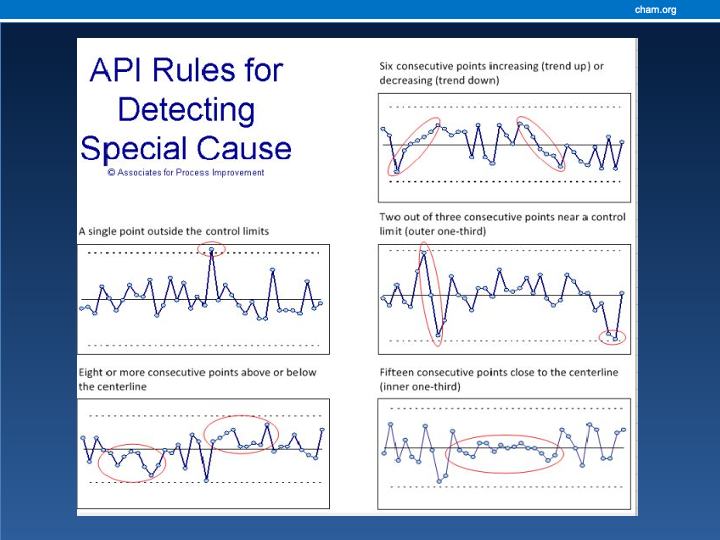 cham.org
API Rules for
Detecting
Special Cause
© Associates for Process Improvement
Six consecutive points increasing (trend up) or
decreasing (trend down)
A single point outside the control limits
Two out of three consecutive points near a control
limit (outer one-third)
Eight or more consecutive points above or below
the centerline
Fifteen consecutive points close to the centerline
(inner one-third)